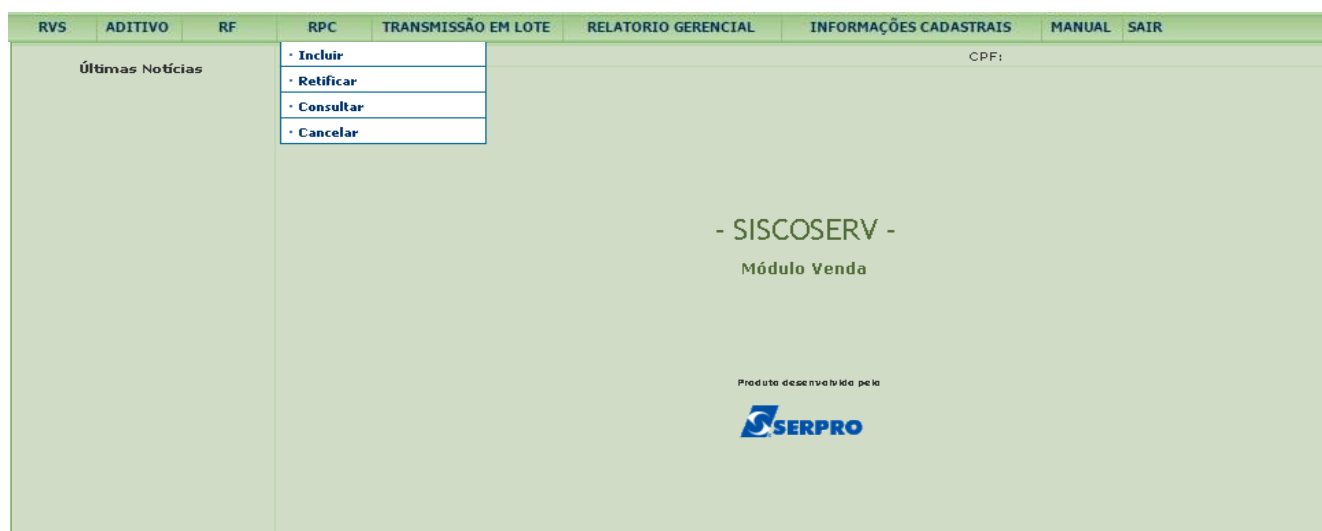 RVS ADITIVO RF RPC TRANSMISSÃO EM LOTE RELATORIO GERENCIAL INFORMAÇÕES CADASTRAIS MANUAL SAIR
Últimas Notícias
· Incluir
· Retificar
· Consultar
· Cancelar
CPF:
- SISCOSERV -
Módulo Venda
Produto desenvolvido pelo
SERPRO